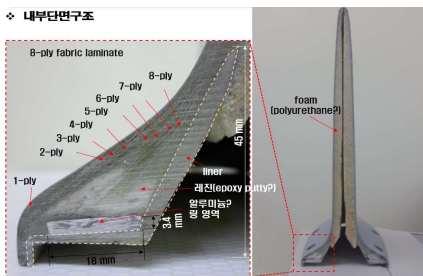 ❖ 내부단면구조
8-ply fabric laminate
8-ply
7-ply
6-ply
5-ply
4-ply
3-ply
2-ply
1-ply
foam
(polyurethane?)
45 mm
liner
레진(epoxy putty?)
알루미늄?
링 영역
3.4
mm
18 mm